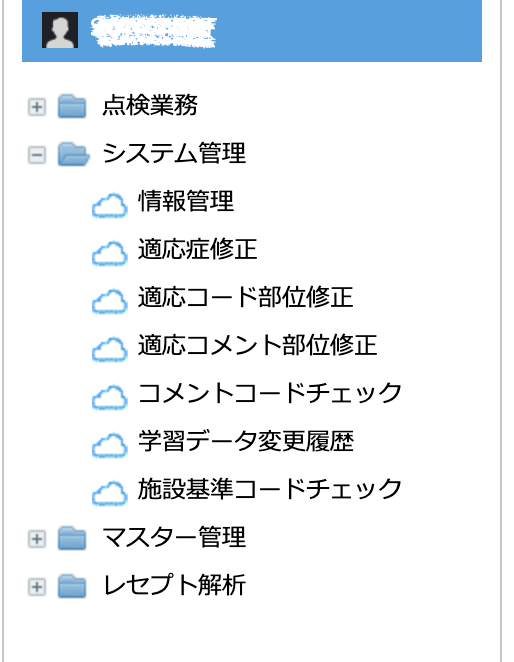 点検業務
システム管理
情報管理
適応症修正
適応コード部位修正
適応コメント部位修正
コメントコードチェック
学習データ変更履歴
施設基準コードチェック
マスター管理
レセプト解析